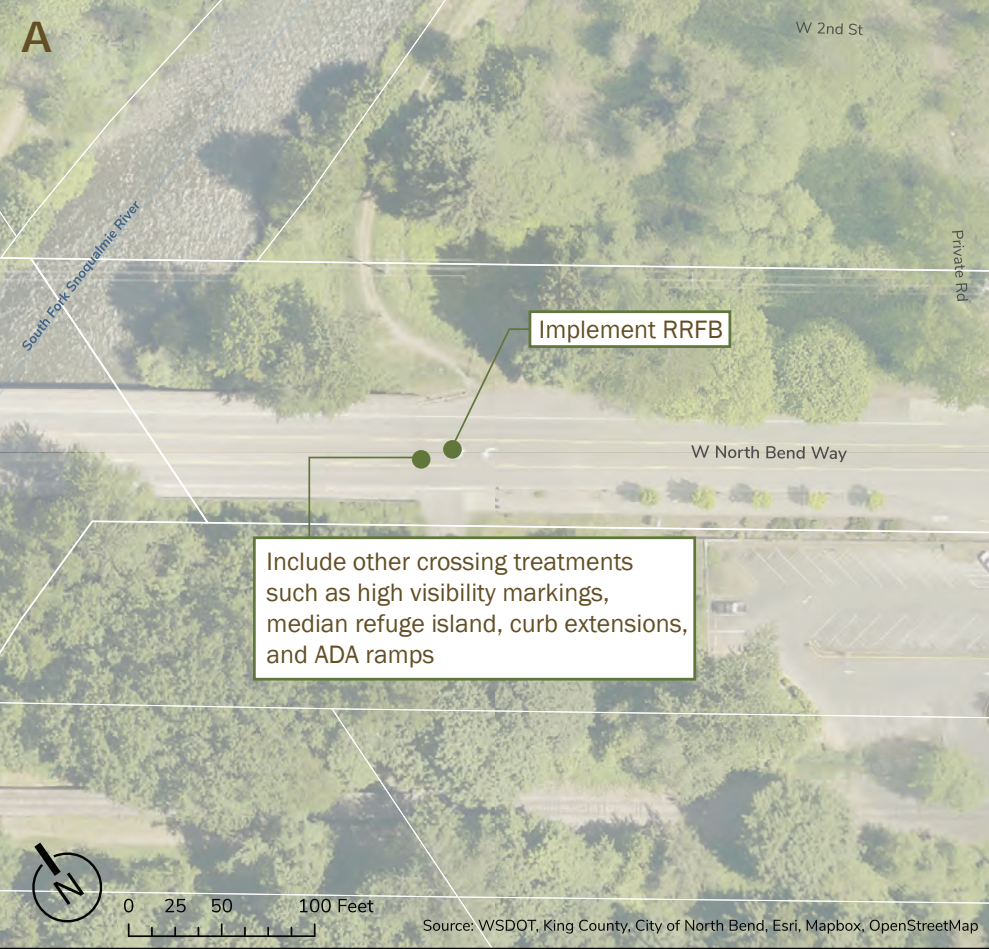 A
W 2nd St
South Fork Snoqualmie River
Private Rd
Implement RRFB
W North Bend Way
Include other crossing treatments
such as high visibility markings,
median refuge island, curb extensions,
and ADA ramps
N
0 25 50 100 Feet
Source: WSDOT, King County, City of North Bend, Esri, Mapbox, OpenStreetMap